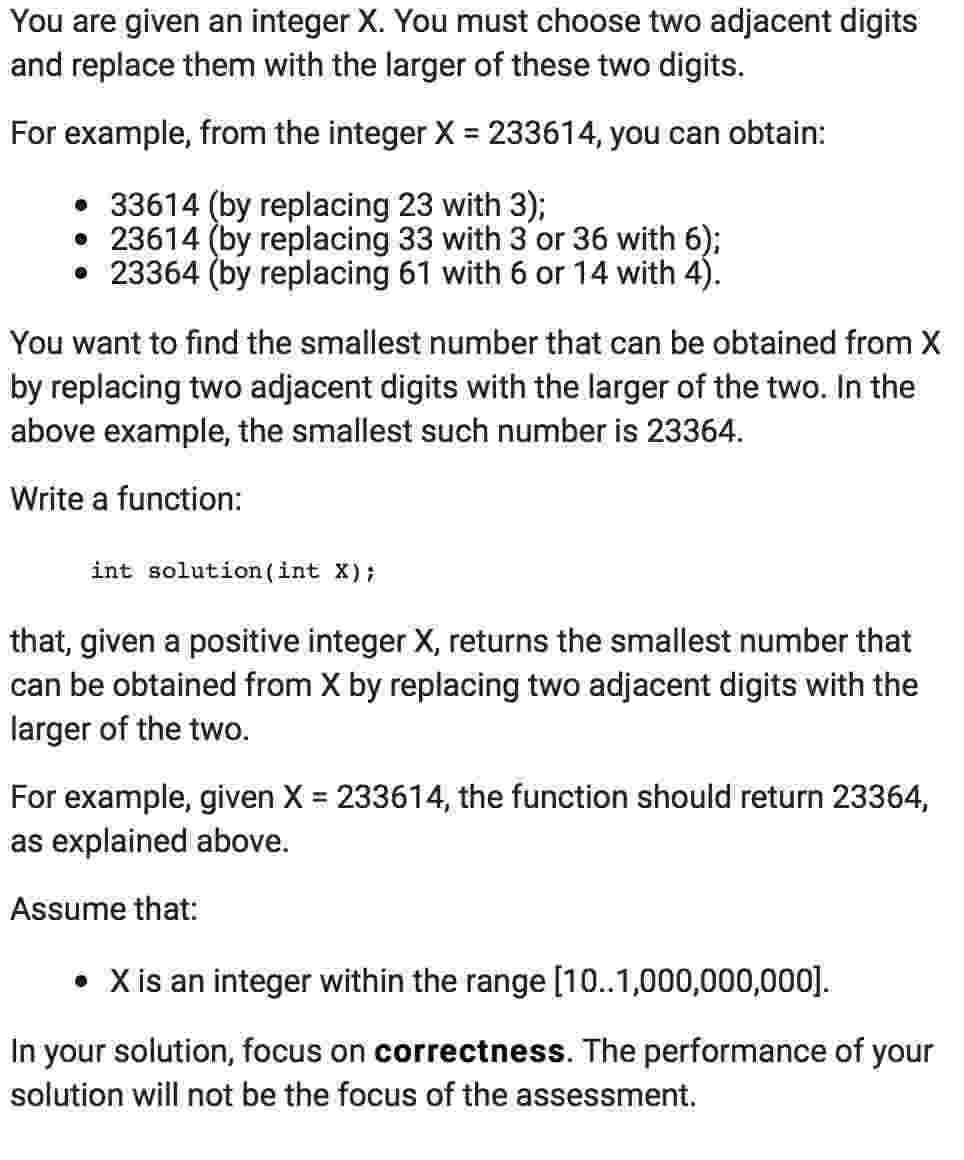 You are given an integer X. You must choose two adjacent digits
and replace them with the larger of these two digits.
For example, from the integer X = 233614, you can obtain:
• 33614 (by replacing 23 with 3);
• 23614 (by replacing 33 with 3 or 36 with 6);
• 23364 (by replacing 61 with 6 or 14 with 4).
You want to find the smallest number that can be obtained from X
by replacing two adjacent digits with the larger of the two. In the
above example, the smallest such number is 23364.
Write a function:
int solution(int X);
that, given a positive integer X, returns the smallest number that
can be obtained from X by replacing two adjacent digits with the
larger of the two.
For example, given X = 233614, the function should return 23364,
as explained above.
Assume that:
• X is an integer within the range [10..1,000,000,000].
In your solution, focus on correctness. The performance of your
solution will not be the focus of the assessment.